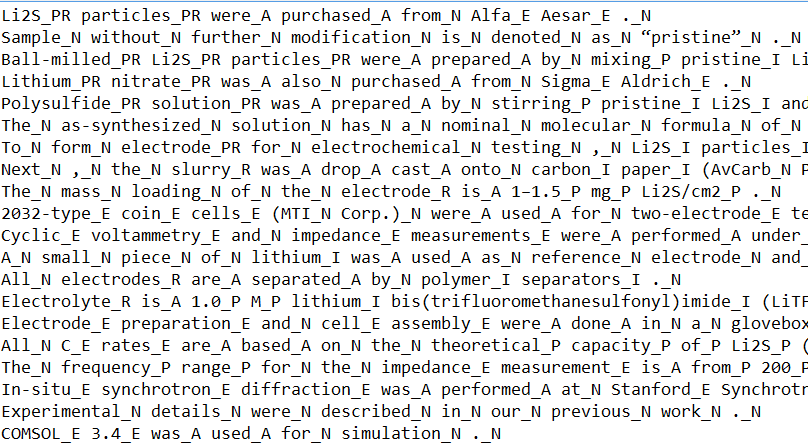 Li2S_PR particles_PR were_A purchased_A from_N Alfa_E Aesar_E ._N
Sample_N without_N further_N modification_N is_N denoted_N as_N “pristine”_N ._N
Ball-milled_PR Li2S_PR particles_PR were_A prepared_A by_N mixing_P pristine_I Li
Lithium_PR nitrate_PR was_A also_N purchased_A from_N Sigma_E Aldrich_E ._N
Polysulfide_PR solution_PR was_A prepared_A by_N stirring_P pristine_I Li2S_I and
The_N as-synthesized_N solution_N has_N a_N nominal_N molecular_N formula_N of_N
To_N form_N electrode_PR for_N electrochemical_N testing_N ,_N Li2S_I particles_I
Next_N ,_N the_N slurry_R was_A drop_A cast_A onto_N carbon_I paper_I (AvCarb_N P
The_N mass_N loading_N of_N the_N electrode_R is_A 1–1.5_P mg_P Li2S/cm2_P ._N
2032-type_E coin_E cells_E (MTI_N Corp.)_N were_A used_A for_N two-electrode_E te
Cyclic_E voltammetry_E and_N impedance_E measurements_E were_A performed_A under_
A_N small_N piece_N of_N lithium_I was_A used_A as_N reference_N electrode_N and_
All_N electrodes_R are_A separated_A by_N polymer_I separators_I ._N
Electrolyte_R is_A 1.0_P M_P lithium_I bis(trifluoromethanesulfonyl)imide_I (LiTF
Electrode_E preparation_E and_N cell_E assembly_E were_A done_A in_N a_N glovebox
All_N C_E rates_E are_A based_A on_N the_N theoretical_P capacity_P of_P Li2S_P (
The_N frequency_P range_P for_N the_N impedance_E measurement_E is_A from_P 200_P
In-situ_E synchrotron_E diffraction_E was_A performed_A at_N Stanford_E Synchrotr
Experimental_N details_N were_N described_N in_N our_N previous_N work_N ._N
COMSOL_E 3.4_E was_A used_A for_N simulation_N ._N